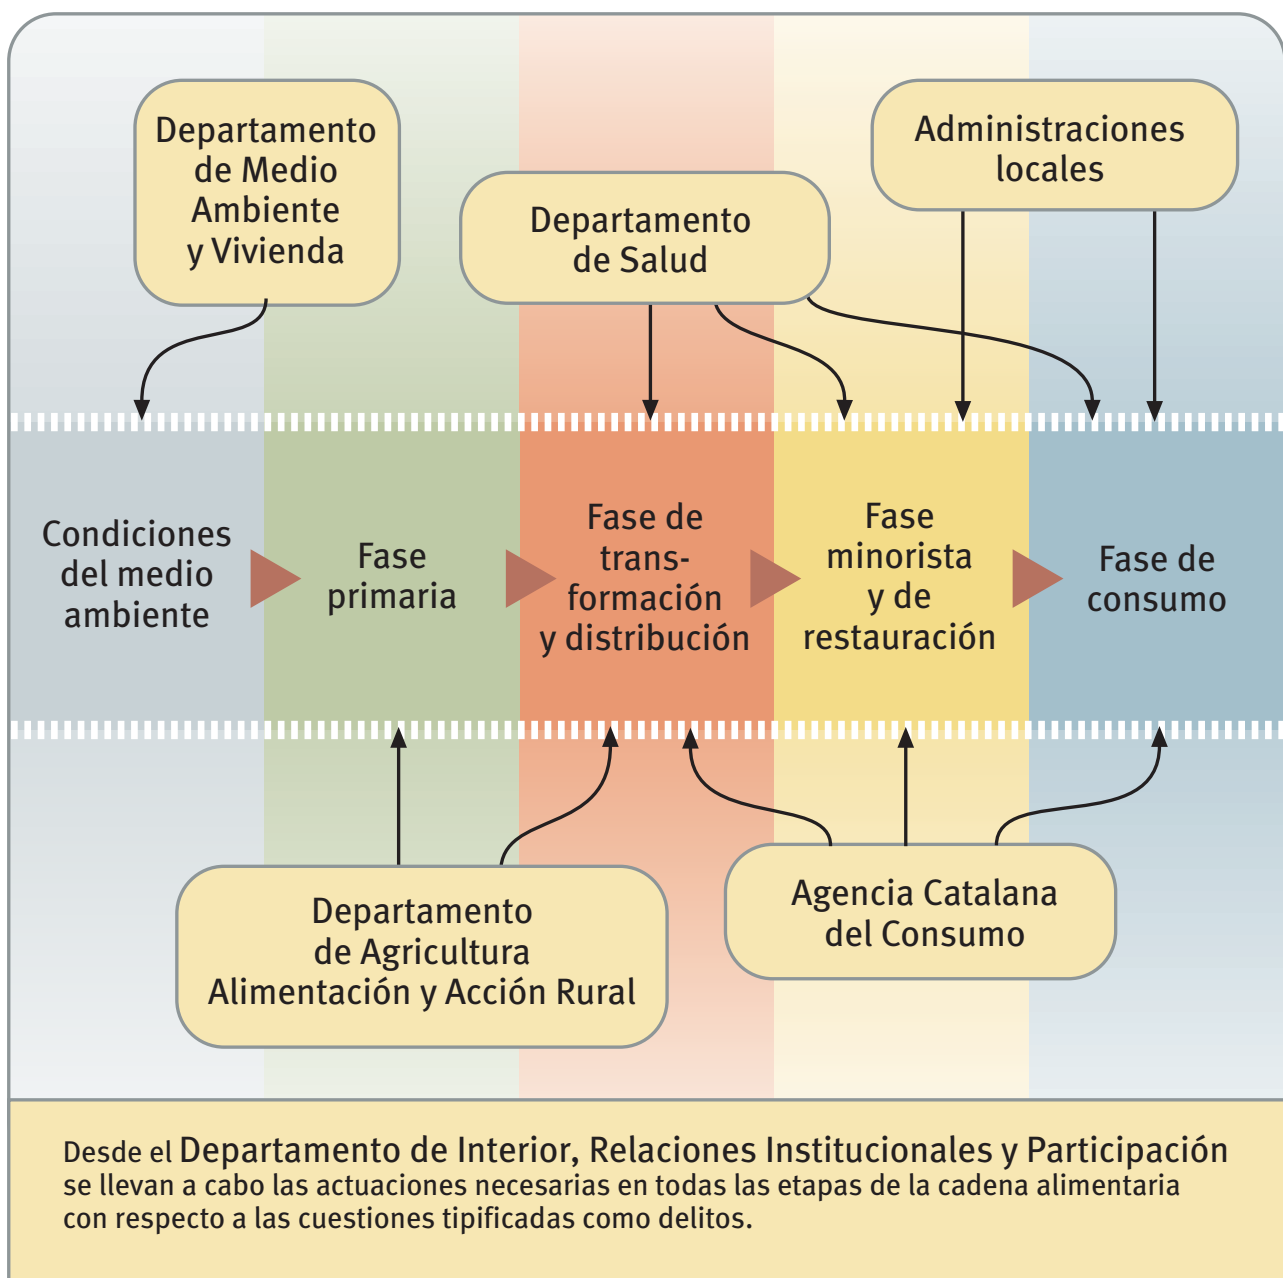 Departamento
de Medio
Ambiente
y Vivienda
Departamento
de Salud
Administraciones
locales
Condiciones
del medio
ambiente
Fase
primaria
Fase de
trans-
formación
y distribución
Fase
minorista
y de
restauración
Fase de
consumo
Departamento
de Agricultura
Alimentación y Acción Rural
Agencia Catalana
del Consumo
Desde el Departamento de Interior, Relaciones Institucionales y Participación
se llevan a cabo las actuaciones necesarias en todas las etapas de la cadena alimentaria
con respecto a las cuestiones tipificadas como delitos.